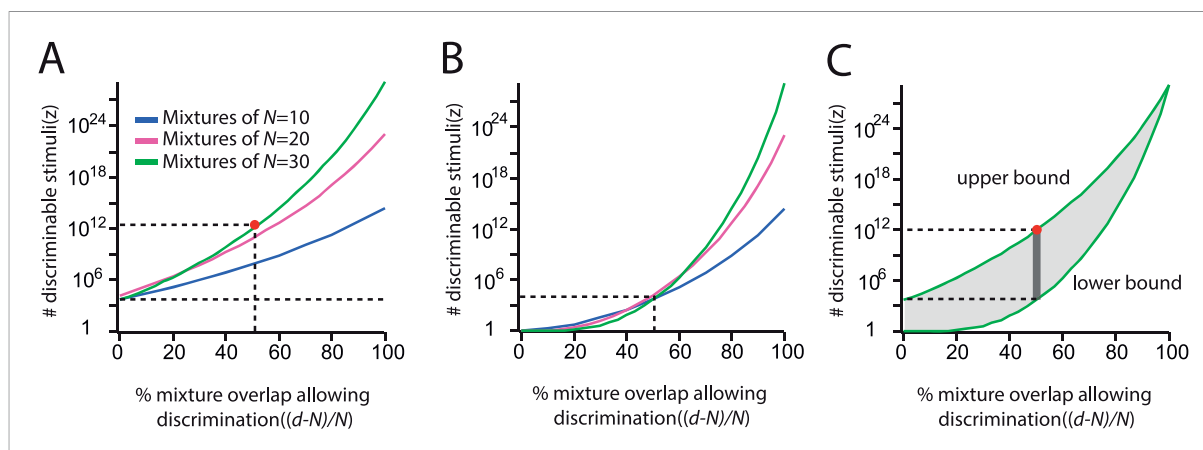 A
# discriminable stimuli(z)
10^24
10^18
10^12
10^6
1
Mixtures of N=10
Mixtures of N=20
Mixtures of N=30
0 20 40 60 80 100
% mixture overlap allowing
discrimination((d-N)/N)
B
# discriminable stimuli(z)
10^24
10^18
10^12
10^6
1
0 20 40 60 80 100
% mixture overlap allowing
discrimination((d-N)/N)
C
# discriminable stimuli(z)
10^24
10^18
10^12
10^6
1
upper bound
lower bound
0 20 40 60 80 100
% mixture overlap allowing
discrimination((d-N)/N)